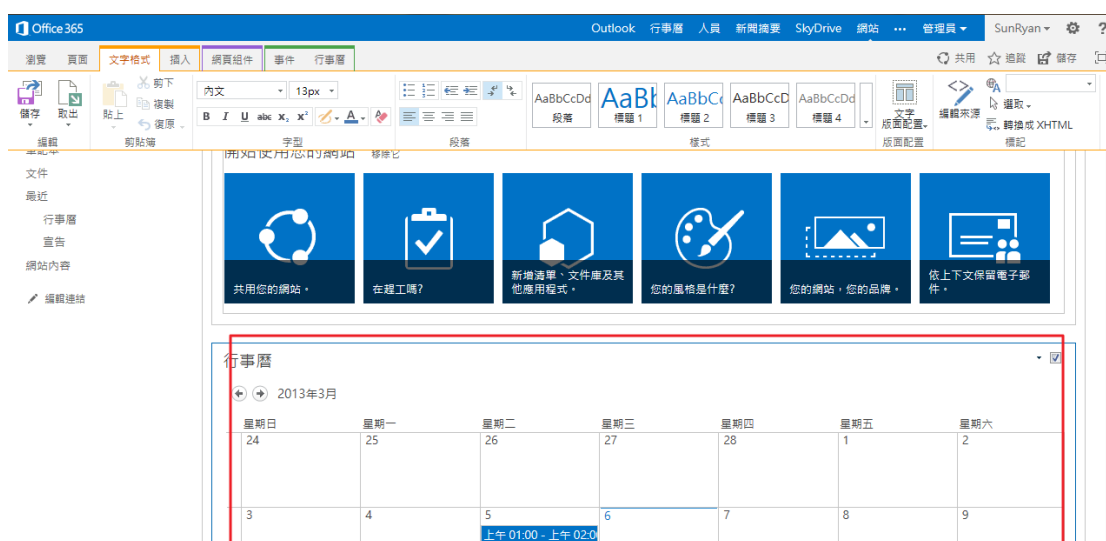 Office 365 Outlook 行事曆 人員 新聞摘要 SkyDrive 網站 ••• 管理員 SunRyan ?
瀏覽 頁面 文字格式 插入 網頁組件 事件 行事曆 共用 追蹤 儲存
儲存 取出 貼上 剪下 複製 復原
內文 13px
B I U abc x₂ x² A
AaBbCcDd AaBb AaBbCc AaBbCcD AaBbCcDd
段落 標題 1 標題 2 標題 3 標題 4
文字
版面配置
編輯來源 選取
轉換成 XHTML
編輯 剪貼簿 字型 段落 樣式 版面配置 標記
筆記本
文件
最近
行事曆
宣告
網站內容
編輯連結
開始使用您的網站 移除它
共用您的網站。
在趕工嗎?
新增清單、文件庫及其
他應用程式。
您的風格是什麼?
您的網站，您的品牌。
依上下文保留電子郵
件。
行事曆
2013年3月
星期日 星期一 星期二 星期三 星期四 星期五 星期六
24 25 26 27 28 1 2
3 4 5 6 7 8 9
上午 01:00 - 上午 02:0